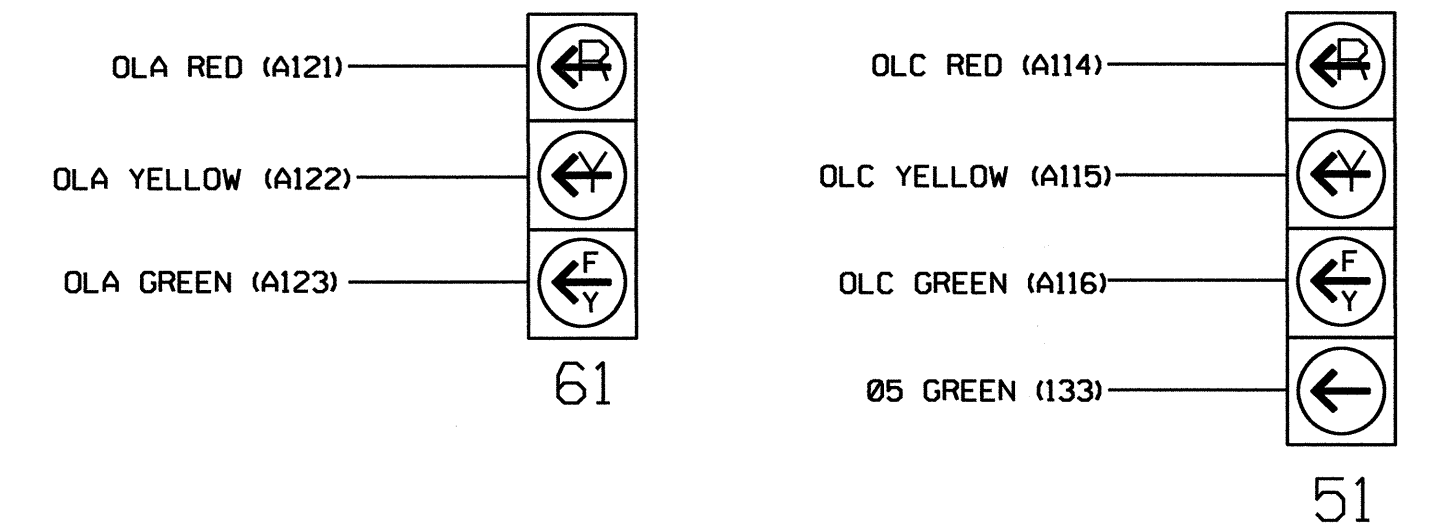 OLA RED (A121)
R
OLA YELLOW (A122)
Y
OLA GREEN (A123)
F
Y
61
OLC RED (A114)
R
OLC YELLOW (A115)
Y
OLC GREEN (A116)
F
Y
Ø5 GREEN (133)
51